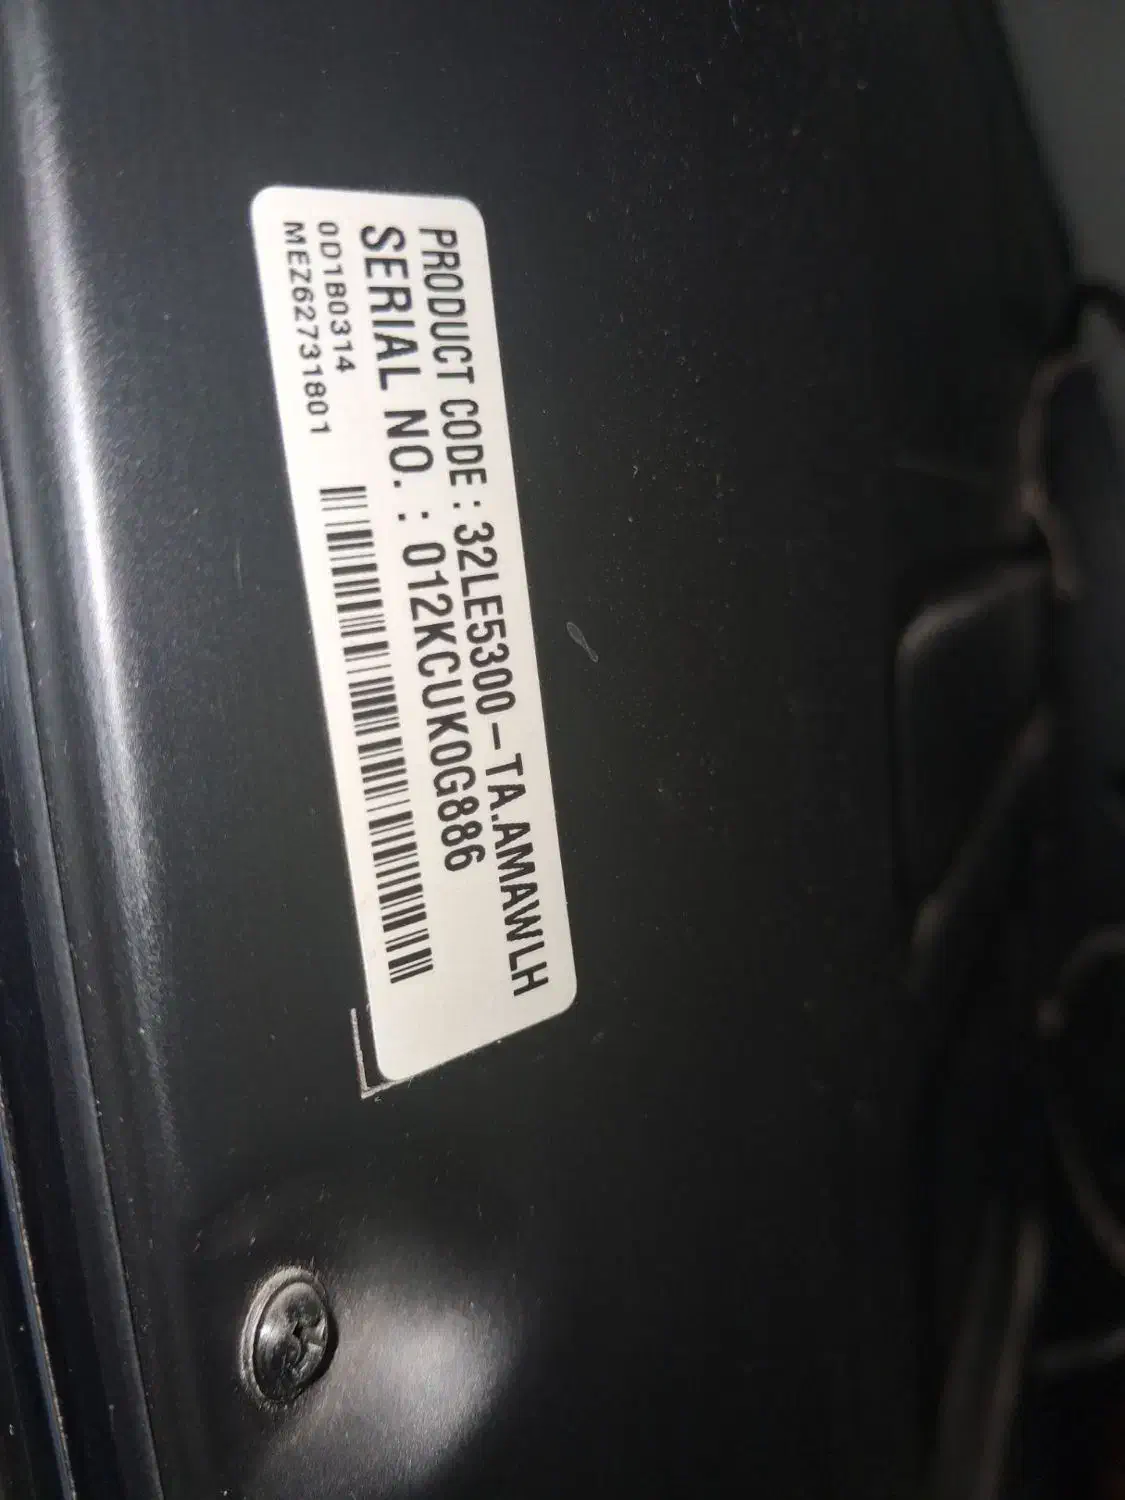 PRODUCT CODE : 32LE5300-TA.AMAWLH
SERIAL NO. : 012KCUK0G886
0D1B0314
MEZ62731801